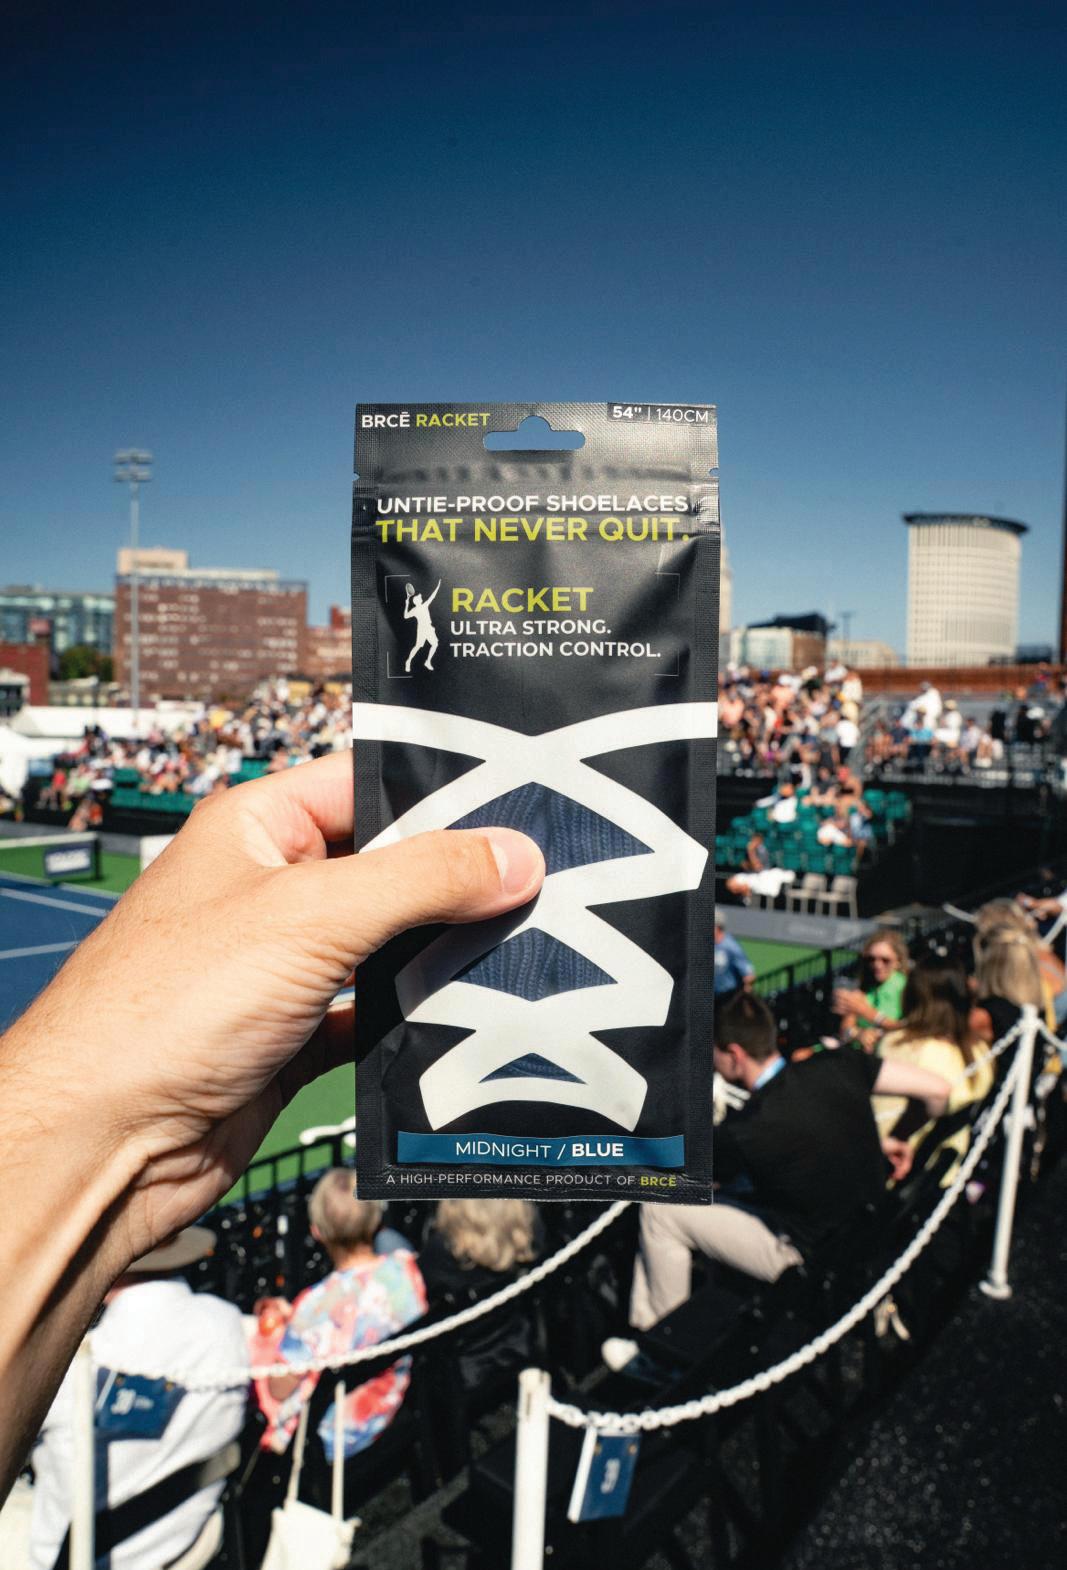 BRCĒ RACKET
54" | 140CM
UNTIE-PROOF SHOELACES
THAT NEVER QUIT.
RACKET
ULTRA STRONG.
TRACTION CONTROL.
MIDNIGHT / BLUE
A HIGH-PERFORMANCE PRODUCT OF BRCĒ